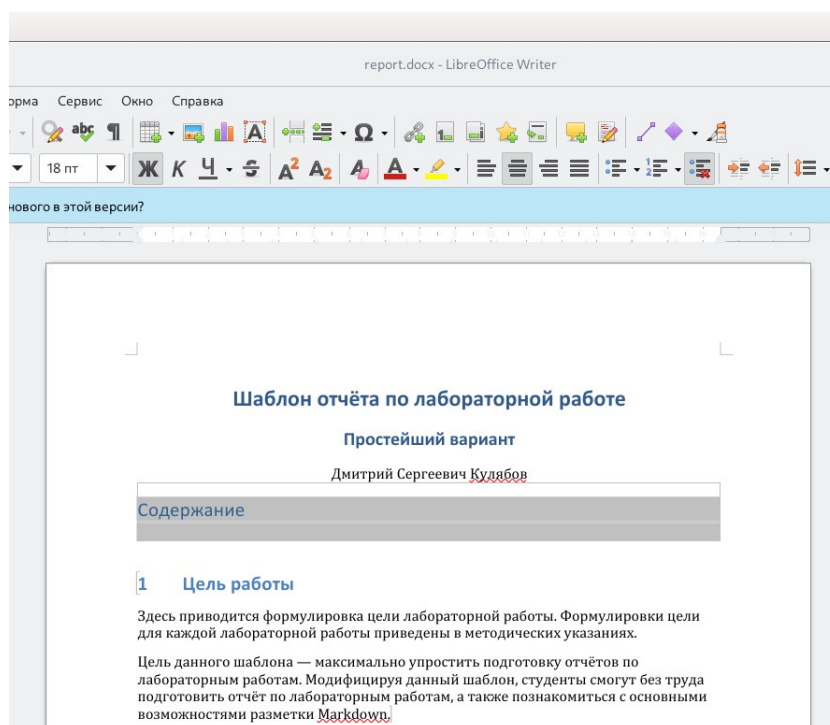 report.docx - LibreOffice Writer
орма Сервис Окно Справка
18 пт
нового в этой версии?
Шаблон отчёта по лабораторной работе
Простейший вариант
Дмитрий Сергеевич Кулябов
Содержание
1 Цель работы
Здесь приводится формулировка цели лабораторной работы. Формулировки цели
для каждой лабораторной работы приведены в методических указаниях.
Цель данного шаблона — максимально упростить подготовку отчётов по
лабораторным работам. Модифицируя данный шаблон, студенты смогут без труда
подготовить отчёт по лабораторным работам, а также познакомиться с основными
возможностями разметки Markdown.